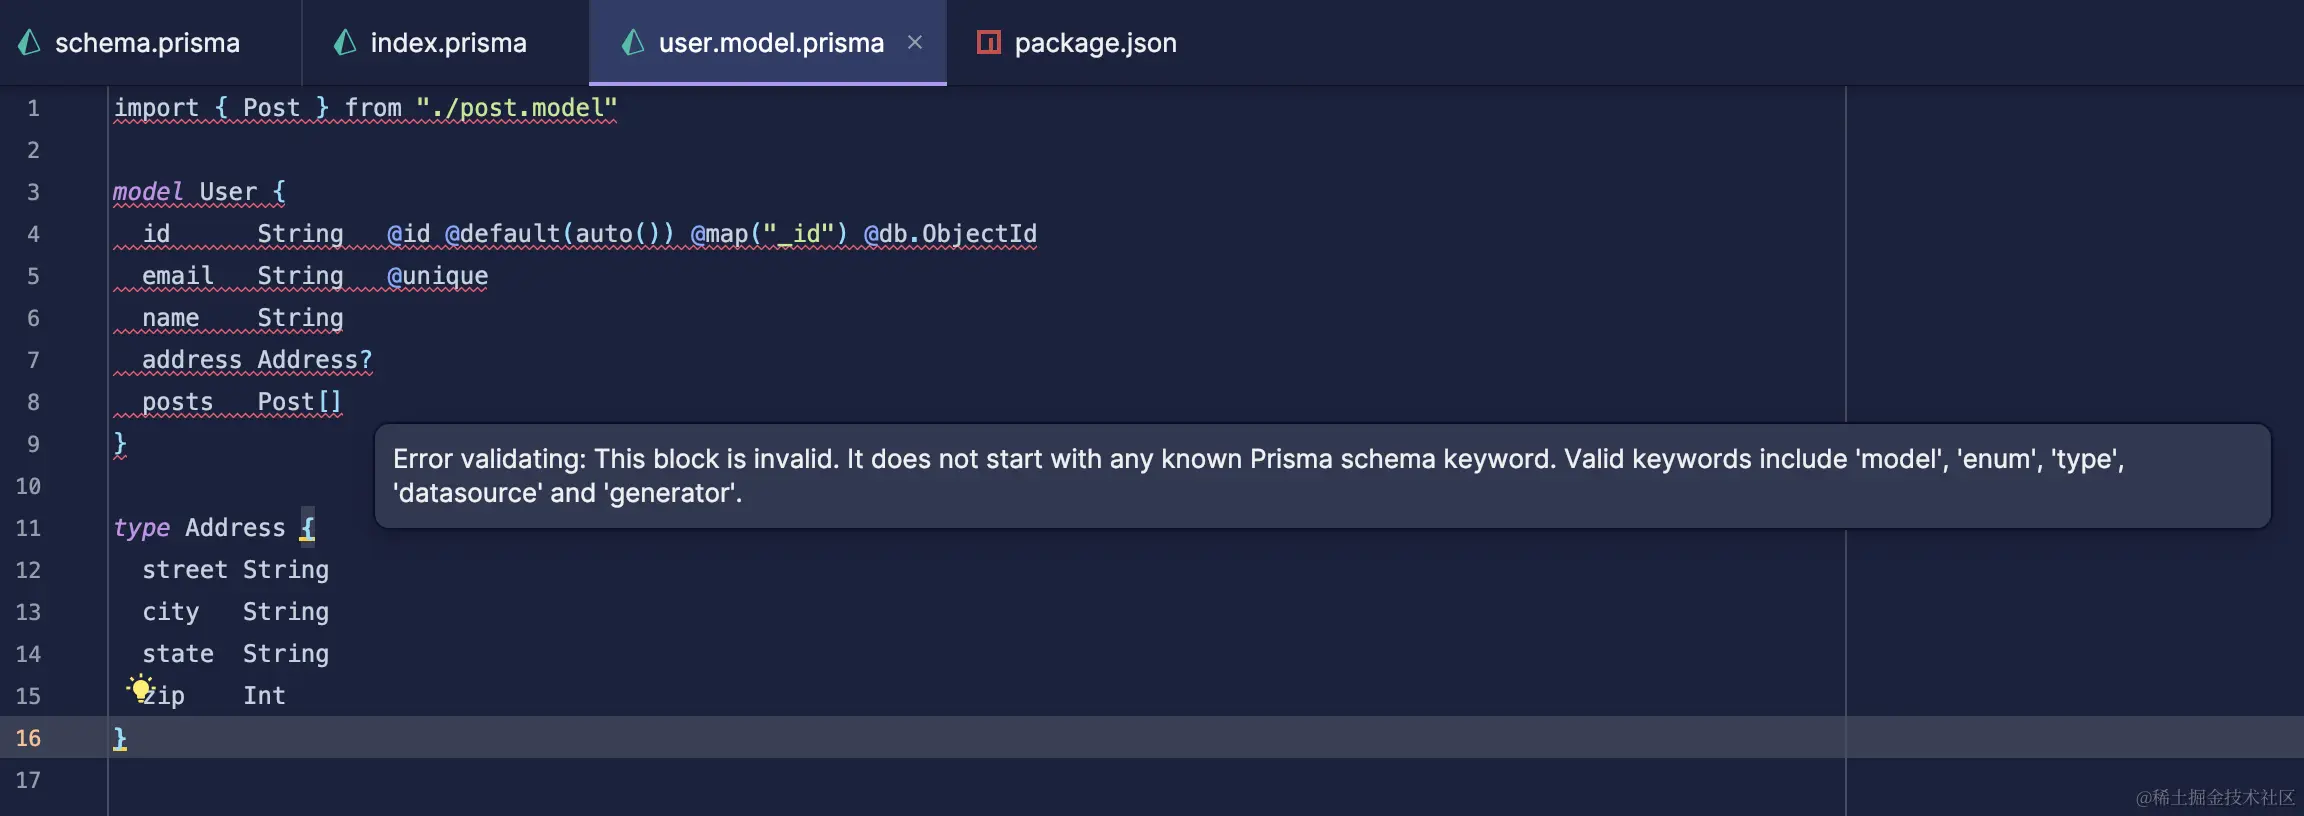 schema.prisma index.prisma user.model.prisma × package.json
1 import { Post } from "./post.model"
2
3 model User {
4   id      String   @id @default(auto()) @map("_id") @db.ObjectId
5   email   String   @unique
6   name    String
7   address Address?
8   posts   Post[]
9 }
Error validating: This block is invalid. It does not start with any known Prisma schema keyword. Valid keywords include 'model', 'enum', 'type',
'datasource' and 'generator'.
10
11 type Address {
12   street String
13   city   String
14   state  String
15   zip    Int
16 }
17
@稀土掘金技术社区